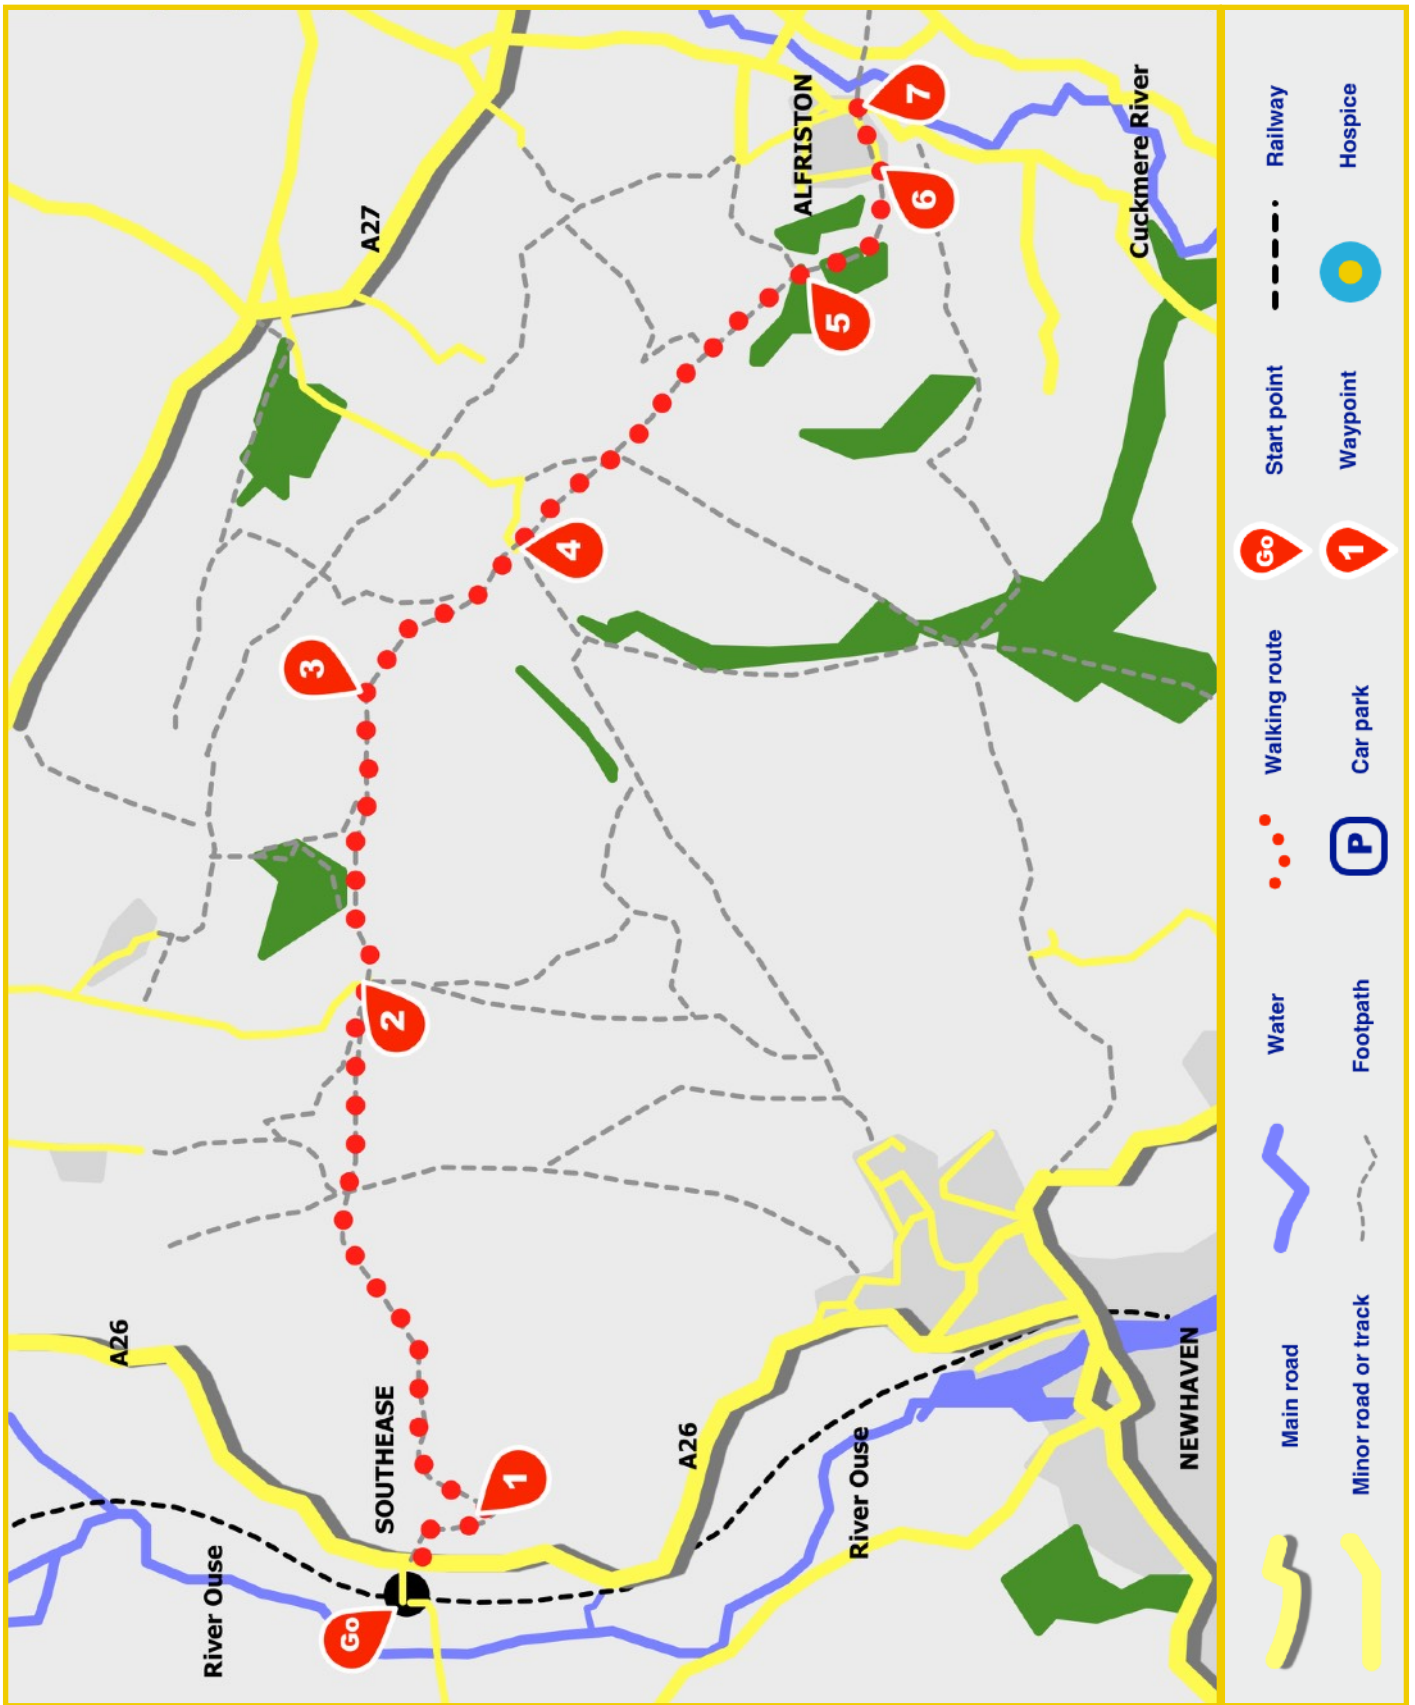 A26
River Ouse
3
Go
A27
SOUTHEASE
2
1
4
A26
ALFRISTON
5
River Ouse
7
6
Cuckmere River
NEWHAVEN
Main road
Water
Walking route
Go
Start point
Railway
Minor road or track
Footpath
P
Car park
1
Waypoint
Hospice